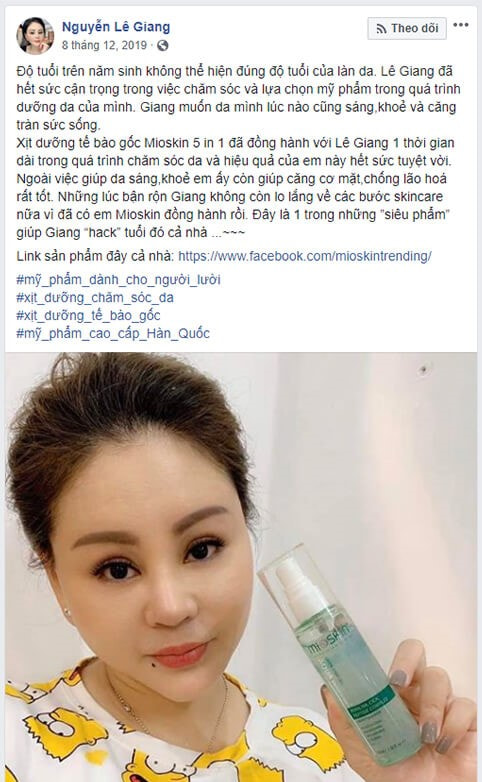 Nguyễn Lê Giang
Theo dõi
8 tháng 12, 2019
Độ tuổi trên năm sinh không thể hiện đúng độ tuổi của làn da. Lê Giang đã
hết sức cận trọng trong việc chăm sóc và lựa chọn mỹ phẩm trong quá trình
dưỡng da của mình. Giang muốn da mình lúc nào cũng sáng,khoẻ và căng
tràn sức sống.
Xịt dưỡng tế bào gốc Mioskin 5 in 1 đã đồng hành với Lê Giang 1 thời gian
dài trong quá trình chăm sóc da và hiệu quả của em này hết sức tuyệt vời.
Ngoài việc giúp da sáng,khoẻ em ấy còn giúp căng cơ mặt,chống lão hoá
rất tốt. Những lúc bận rộn Giang không còn lo lắng về các bước skincare
nữa vì đã có em Mioskin đồng hành rồi. Đây là 1 trong những "siêu phẩm"
giúp Giang "hack" tuổi đó cả nhà ...~~~
Link sản phẩm đây cả nhà: https://www.facebook.com/mioskintrending/
#mỹ_phẩm_dành_cho_người_lười
#xịt_dưỡng_chăm_sóc_da
#xịt_dưỡng_tế_bào_gốc
#mỹ_phẩm_cao_cấp_Hàn_Quốc
mioskin